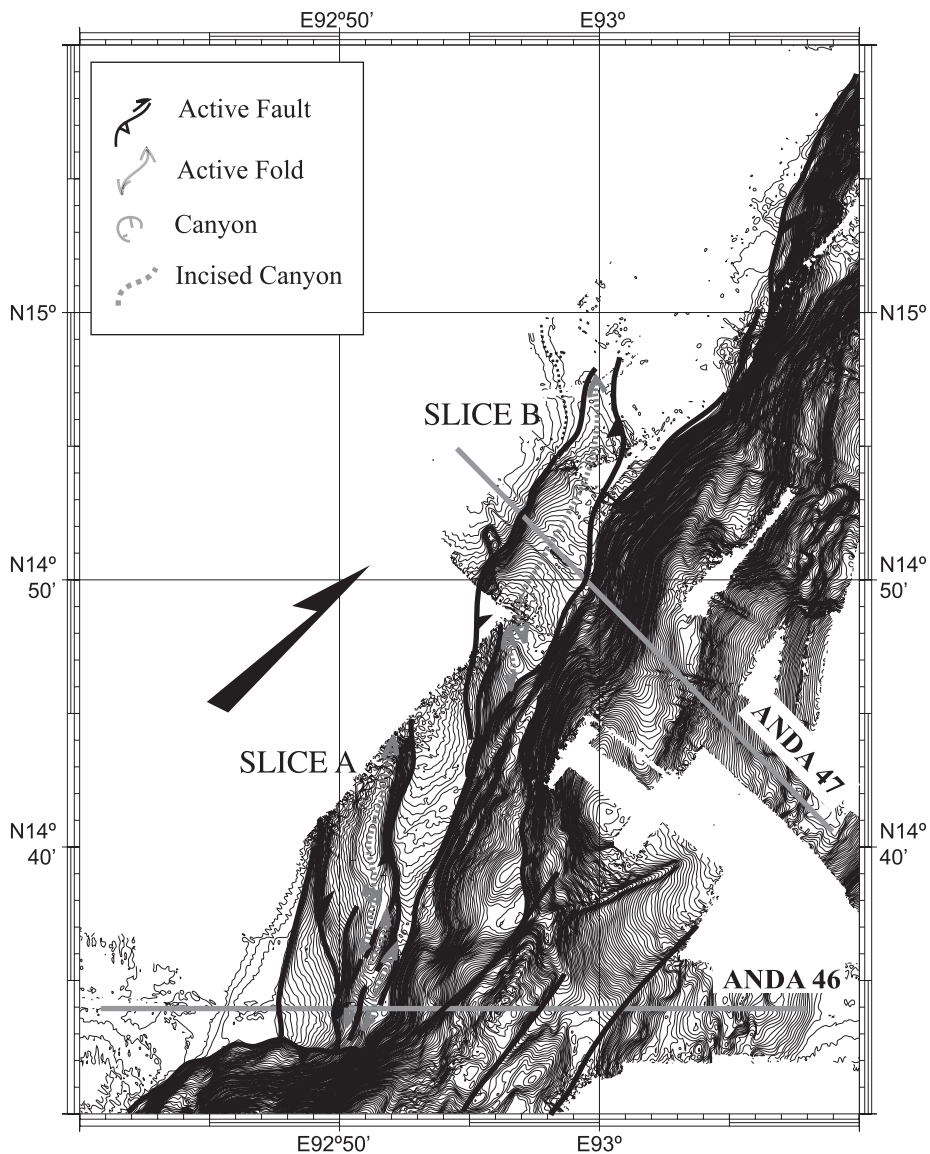 E92º50’
E93º
Active Fault
Active Fold
Canyon
Incised Canyon
N15º
N15º
SLICE B
N14º
50’
N14º
50’
ANDA 47
SLICE A
N14º
40’
N14º
40’
ANDA 46
E92º50’
E93º